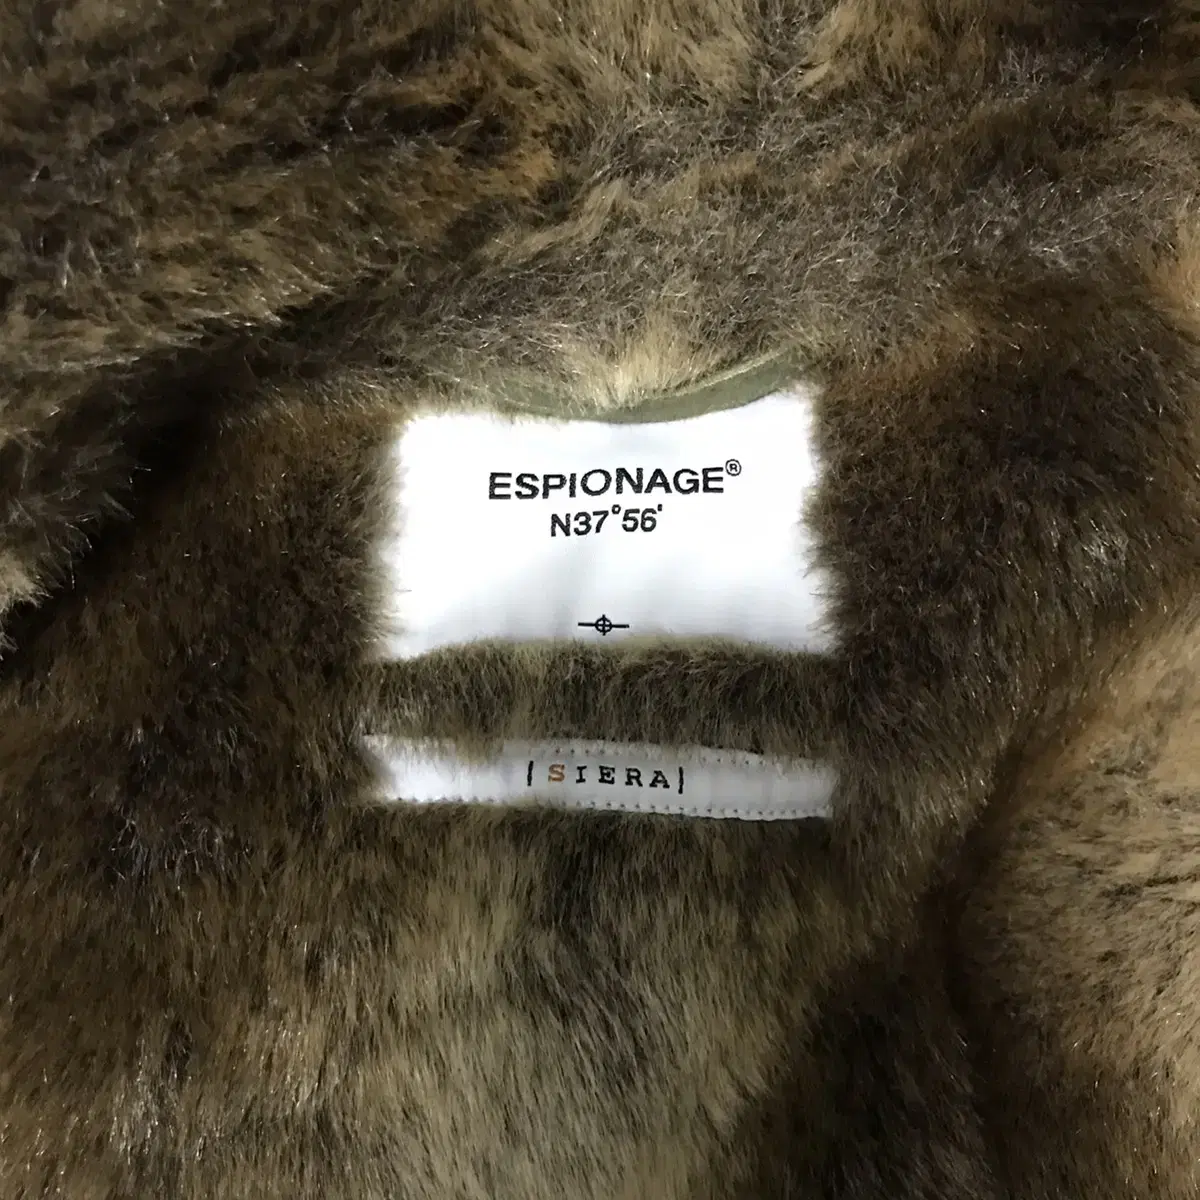 ESPIONAGE®
N37°56'
| SIERA |